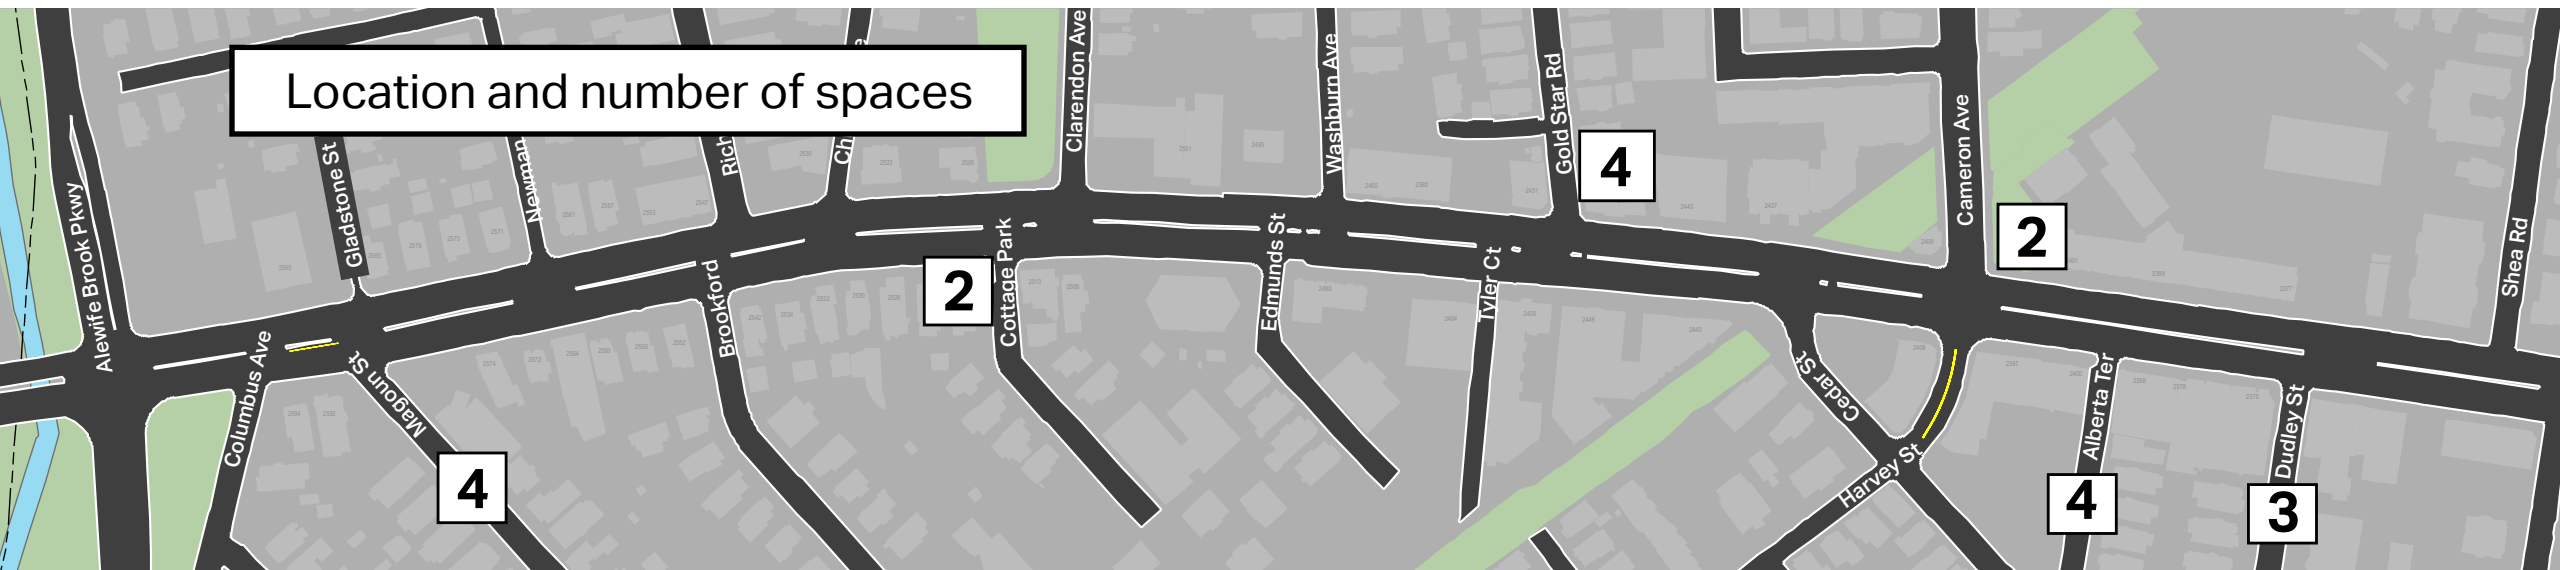 Location and number of spaces
Alewife Brook Pkwy
Gladstone St
Newman
Rich
Ch
Clarendon Ave
Washburn Ave
Gold Star Rd
4
Cameron Ave
2
Shea Rd
Columbus Ave
Magoun St
4
Brookford
2
Cottage Park
Edmunds St
Tyler Ct
Cedar St
Harvey St
Alberta Ter
4
Dudley St
3